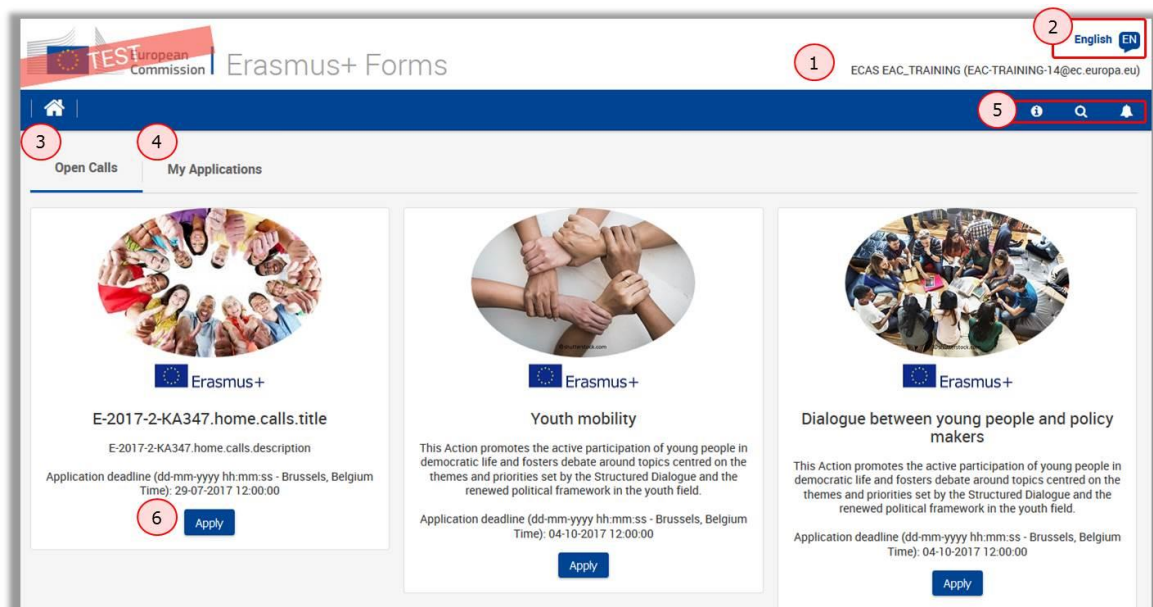 2
English EN
TEST
European
Commission
Erasmus+ Forms
1
ECAS EAC_TRAINING (EAC-TRAINING-14@ec.europa.eu)
5
3
4
Open Calls
My Applications
Erasmus+
E-2017-2-KA347.home.calls.title
E-2017-2-KA347.home.calls.description
Application deadline (dd-mm-yyyy hh:mm:ss - Brussels, Belgium
Time): 29-07-2017 12:00:00
6
Apply
©shutterstock.com
Erasmus+
Youth mobility
This Action promotes the active participation of young people in
democratic life and fosters debate around topics centred on the
themes and priorities set by the Structured Dialogue and the
renewed political framework in the youth field.
Application deadline (dd-mm-yyyy hh:mm:ss - Brussels, Belgium
Time): 04-10-2017 12:00:00
Apply
©shutterstock.com
Erasmus+
Dialogue between young people and policy
makers
This Action promotes the active participation of young people in
democratic life and fosters debate around topics centred on the
themes and priorities set by the Structured Dialogue and the
renewed political framework in the youth field.
Application deadline (dd-mm-yyyy hh:mm:ss - Brussels, Belgium
Time): 04-10-2017 12:00:00
Apply